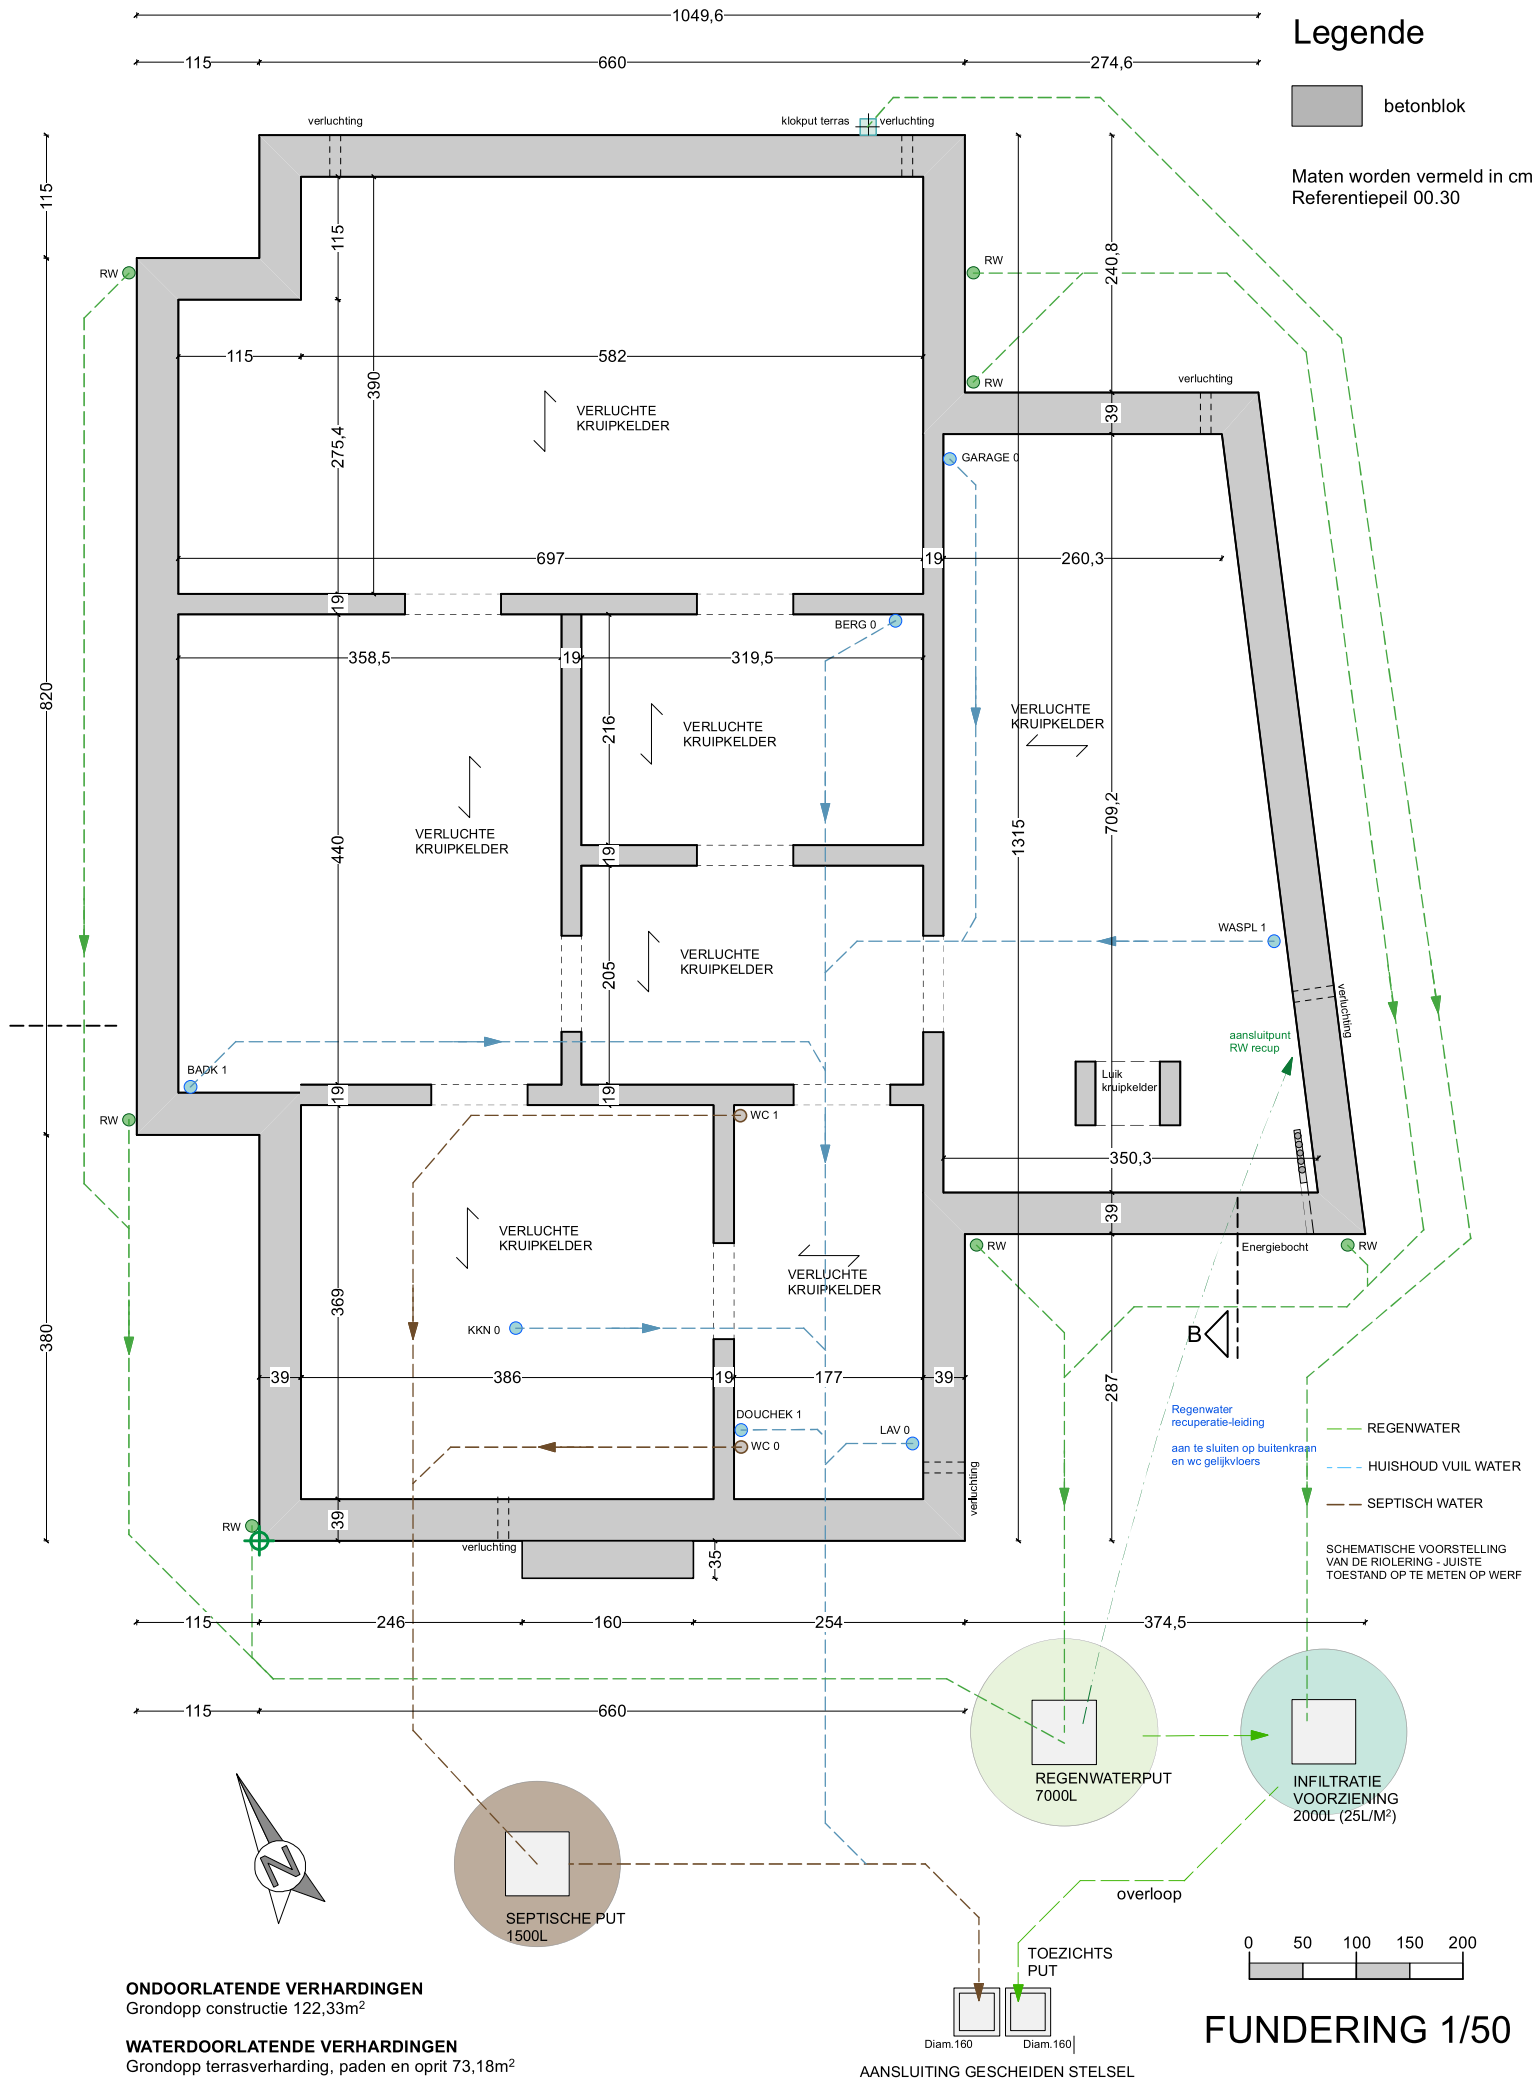 1049,6
Legende
115
660
274,6
betonblok
verluchting
klokput terras
verluchting
Maten worden vermeld in cm
Referentiepeil 00.30
115
115
240,8
RW
RW
115
582
390
RW
verluchting
39
VERLUCHTE
KRUIPKELDER
275,4
GARAGE 0
697
19
260,3
19
BERG 0
358,5
19
319,5
820
216
VERLUCHTE
KRUIPKELDER
VERLUCHTE
KRUIPKELDER
VERLUCHTE
KRUIPKELDER
440
19
1315
709,2
WASPL 1
VERLUCHTE
KRUIPKELDER
205
verluchting
aansluitpunt
RW recup
BADK 1
19
19
Luik
kruipkelder
RW
WC 1
350,3
39
VERLUCHTE
KRUIPKELDER
VERLUCHTE
KRUIPKELDER
RW
Energiebocht
RW
369
380
KKN 0
B
39
386
19
177
39
287
DOUCHEK 1
WC 0
LAV 0
Regenwater
recuperatie-leiding
aan te sluiten op buitenkraan
en wc gelijkvloers
REGENWATER
HUISHOUD VUIL WATER
SEPTISCH WATER
verluchting
39
RW
verluchting
35
SCHEMATISCHE VOORSTELLING
VAN DE RIOLERING - JUISTE
TOESTAND OP TE METEN OP WERF
115
246
160
254
374,5
115
660
REGENWATERPUT
7000L
INFILTRATIE
VOORZIENING
2000L (25L/M²)
N
SEPTISCHE PUT
1500L
overloop
TOEZICHTS
PUT
0
50
100
150
200
ONDOORLATENDE VERHARDINGEN
Grondopp constructie 122,33m²
WATERDOORLATENDE VERHARDINGEN
Grondopp terrasverharding, paden en oprit 73,18m²
Diam.160
Diam.160
AANSLUITING GESCHEIDEN STELSEL
FUNDERING 1/50